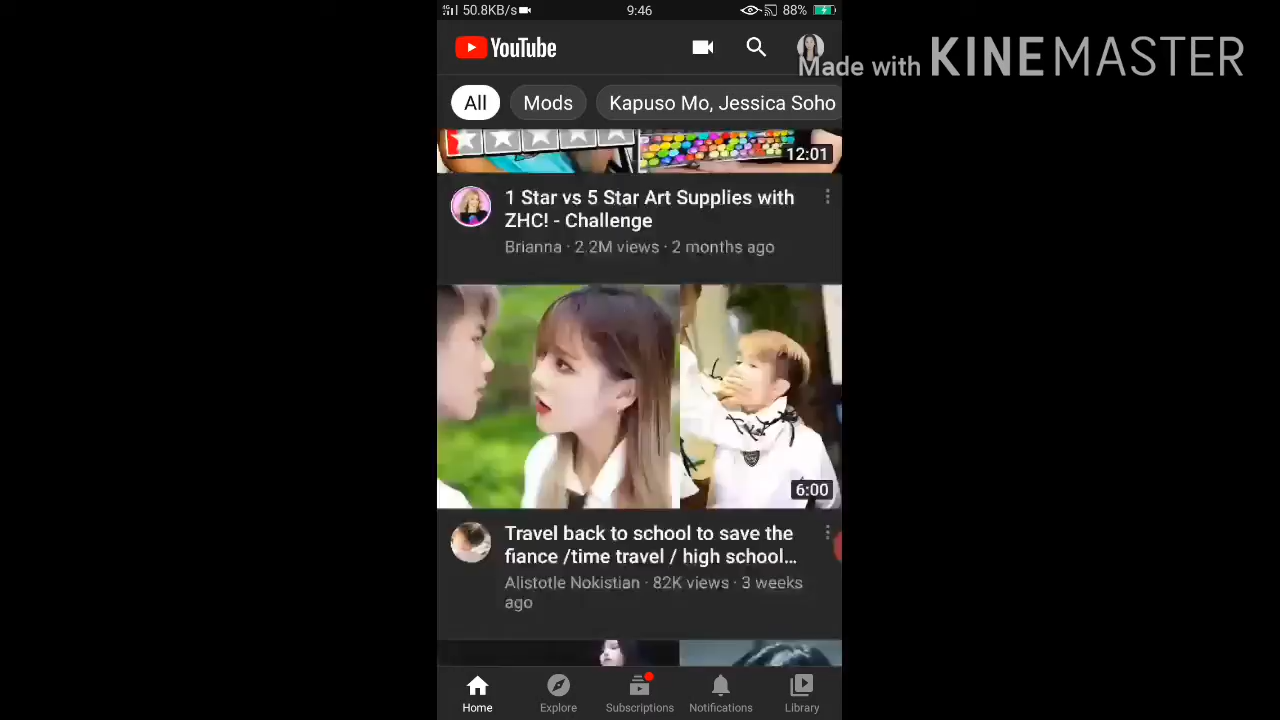 50.8KB/s
9:46
88%
YouTube
Made with KINEMASTER
All
Mods
Kapuso Mo, Jessica Soho
12:01
1 Star vs 5 Star Art Supplies with
ZHC! - Challenge
Brianna · 2.2M views · 2 months ago
6:00
Travel back to school to save the
fiance /time travel / high school...
Alistotle Nokistian · 82K views · 3 weeks
ago
Home
Explore
Subscriptions
Notifications
Library